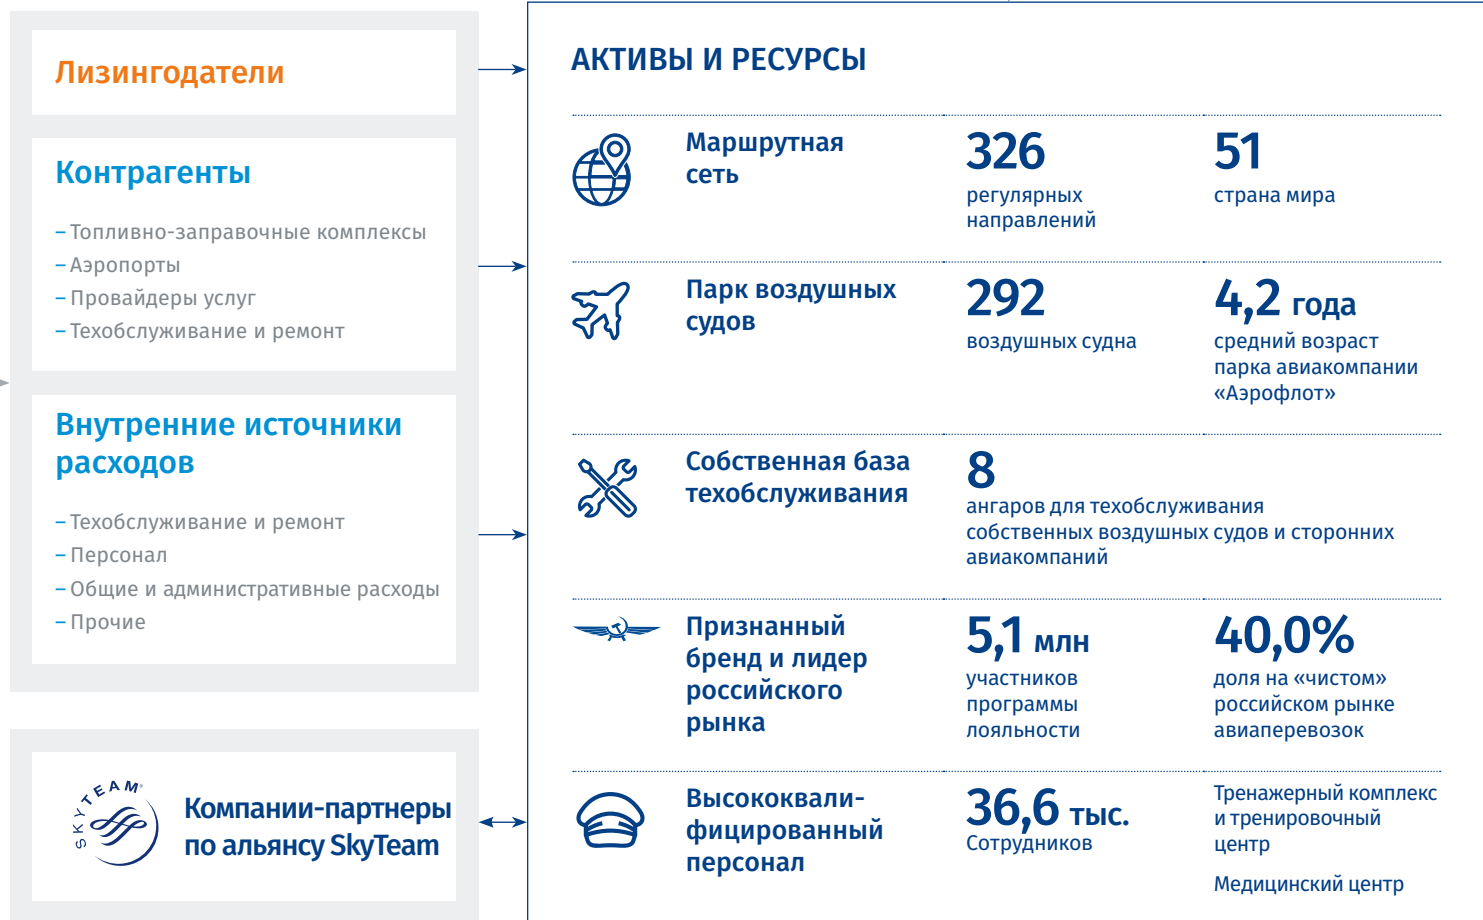 Лизингодатели
Контрагенты
– Топливно-заправочные комплексы
– Аэропорты
– Провайдеры услуг
– Техобслуживание и ремонт
Внутренние источники
расходов
– Техобслуживание и ремонт
– Персонал
– Общие и административные расходы
– Прочие
SKYTEAM®
Компании-партнеры
по альянсу SkyTeam
АКТИВЫ И РЕСУРСЫ
Маршрутная
сеть
326
регулярных
направлений
51
страна мира
Парк воздушных
судов
292
воздушных судна
4,2 года
средний возраст
парка авиакомпании
«Аэрофлот»
Собственная база
техобслуживания
8
ангаров для техобслуживания
собственных воздушных судов и сторонних
авиакомпаний
Признанный
бренд и лидер
российского
рынка
5,1 млн
участников
программы
лояльности
40,0%
доля на «чистом»
российском рынке
авиаперевозок
Высококвали-
фицированный
персонал
36,6 тыс.
Сотрудников
Тренажерный комплекс
и тренировочный
центр
Медицинский центр